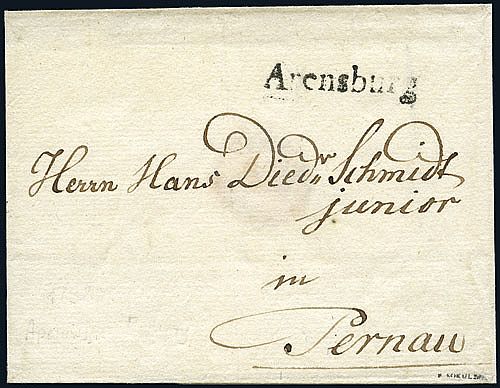 Arensburg
Herrn Hans Diedr Schmidt
junior
in
Pernau